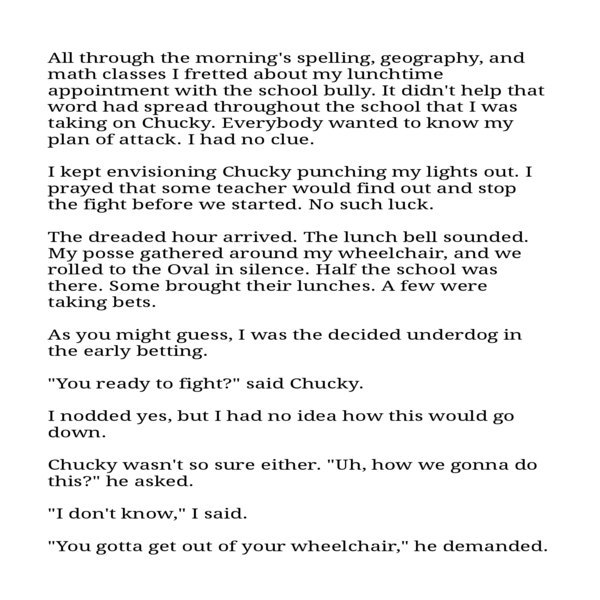 All through the morning's spelling, geography, and
math classes I fretted about my lunchtime
appointment with the school bully. It didn't help that
word had spread throughout the school that I was
taking on Chucky. Everybody wanted to know my
plan of attack. I had no clue.
I kept envisioning Chucky punching my lights out. I
prayed that some teacher would find out and stop
the fight before we started. No such luck.
The dreaded hour arrived. The lunch bell sounded.
My posse gathered around my wheelchair, and we
rolled to the Oval in silence. Half the school was
there. Some brought their lunches. A few were
taking bets.
As you might guess, I was the decided underdog in
the early betting.
"You ready to fight?" said Chucky.
I nodded yes, but I had no idea how this would go
down.
Chucky wasn't so sure either. "Uh, how we gonna do
this?" he asked.
"I don't know," I said.
"You gotta get out of your wheelchair," he demanded.